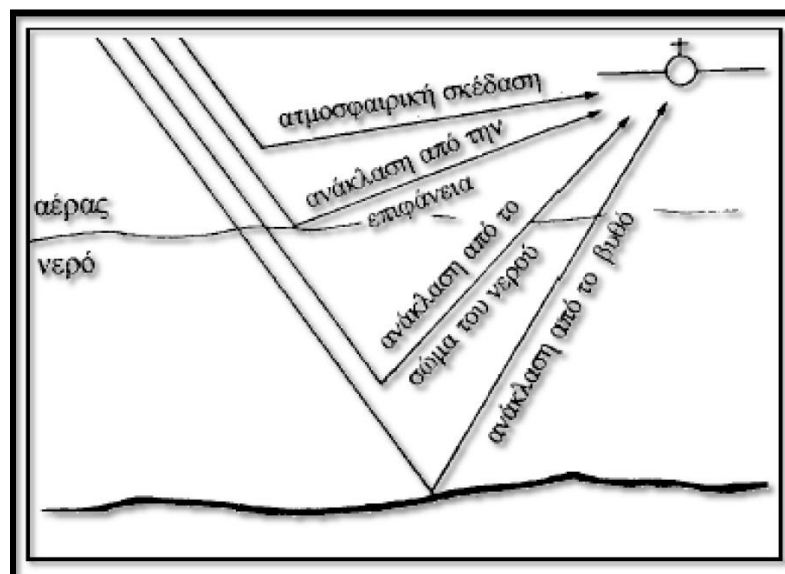 ατμοσφαιρική σκέδαση
ανάκλαση από την
επιφάνεια
αέρας
νερό
ανάκλαση από το
σώμα του νερού
ανάκλαση από το βυθό